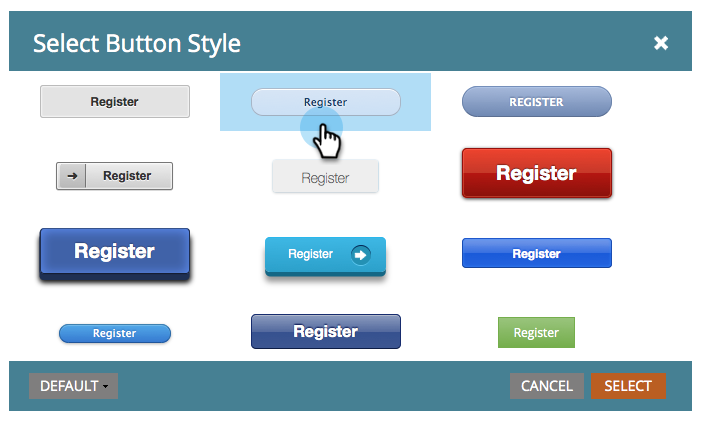 Select Button Style
Register
Register
REGISTER
Register
Register
Register
Register
Register
Register
Register
Register
Register
DEFAULT
CANCEL
SELECT